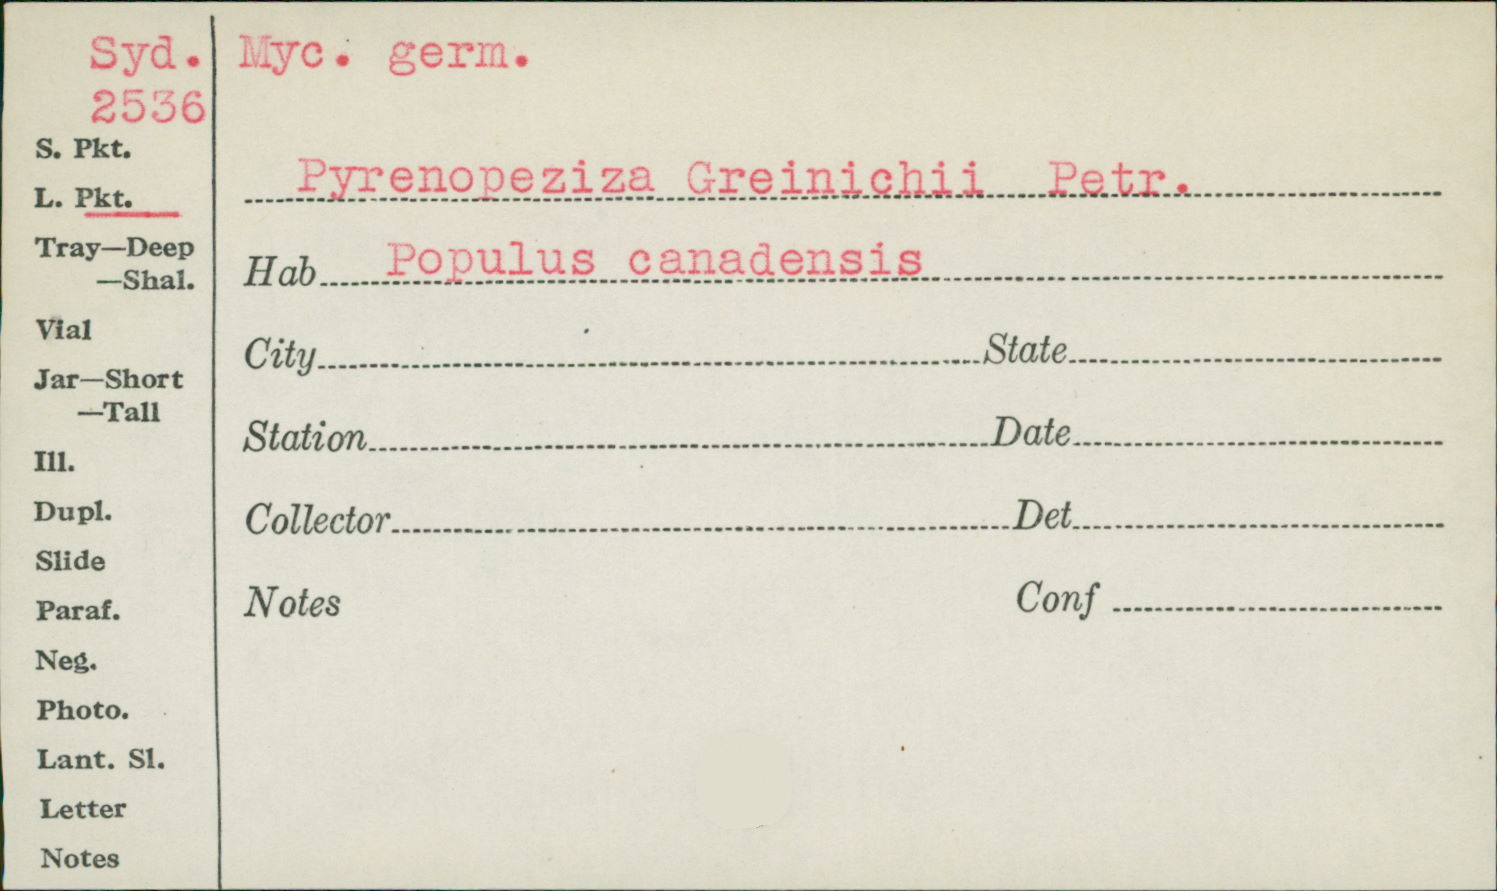 Syd. Myc. germ.
2536
S. Pkt.
L. Pkt.
Tray—Deep
—Shal.
Vial
Jar—Short
—Tall
Ill.
Dupl.
Slide
Paraf.
Neg.
Photo.
Lant. Sl.
Letter
Notes
Pyrenopeziza Greinichii Petr.
Hab Populus canadensis
City State
Station Date
Collector Det
Notes Conf